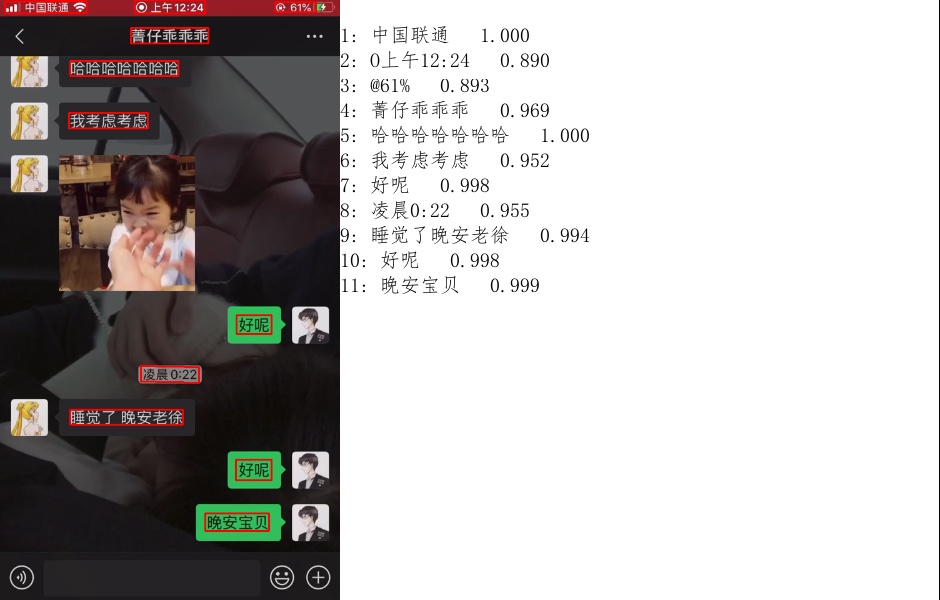 中国联通 上午12:24 61%
菁仔乖乖乖
哈哈哈哈哈哈哈
我考虑考虑
好呢
凌晨0:22
睡觉了 晚安老徐
好呢
晚安宝贝
1: 中国联通 1.000
2: O上午12:24 0.890
3: @61% 0.893
4: 菁仔乖乖乖 0.969
5: 哈哈哈哈哈哈哈 1.000
6: 我考虑考虑 0.952
7: 好呢 0.998
8: 凌晨0:22 0.955
9: 睡觉了晚安老徐 0.994
10: 好呢 0.998
11: 晚安宝贝 0.999